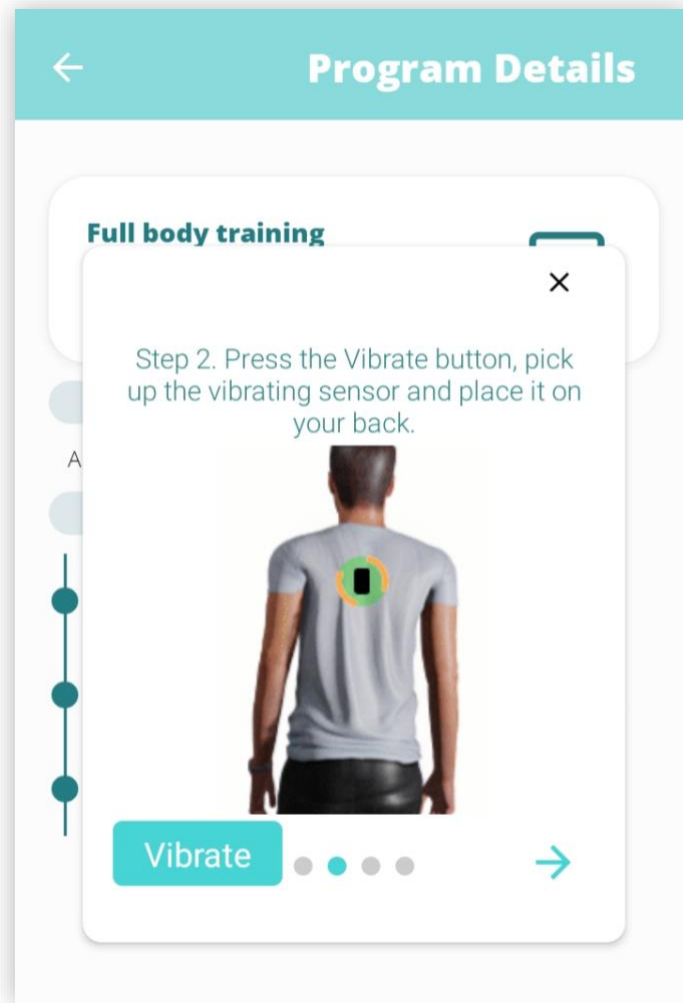 Program Details
Full body training
Step 2. Press the Vibrate button, pick
up the vibrating sensor and place it on
your back.
A
Vibrate